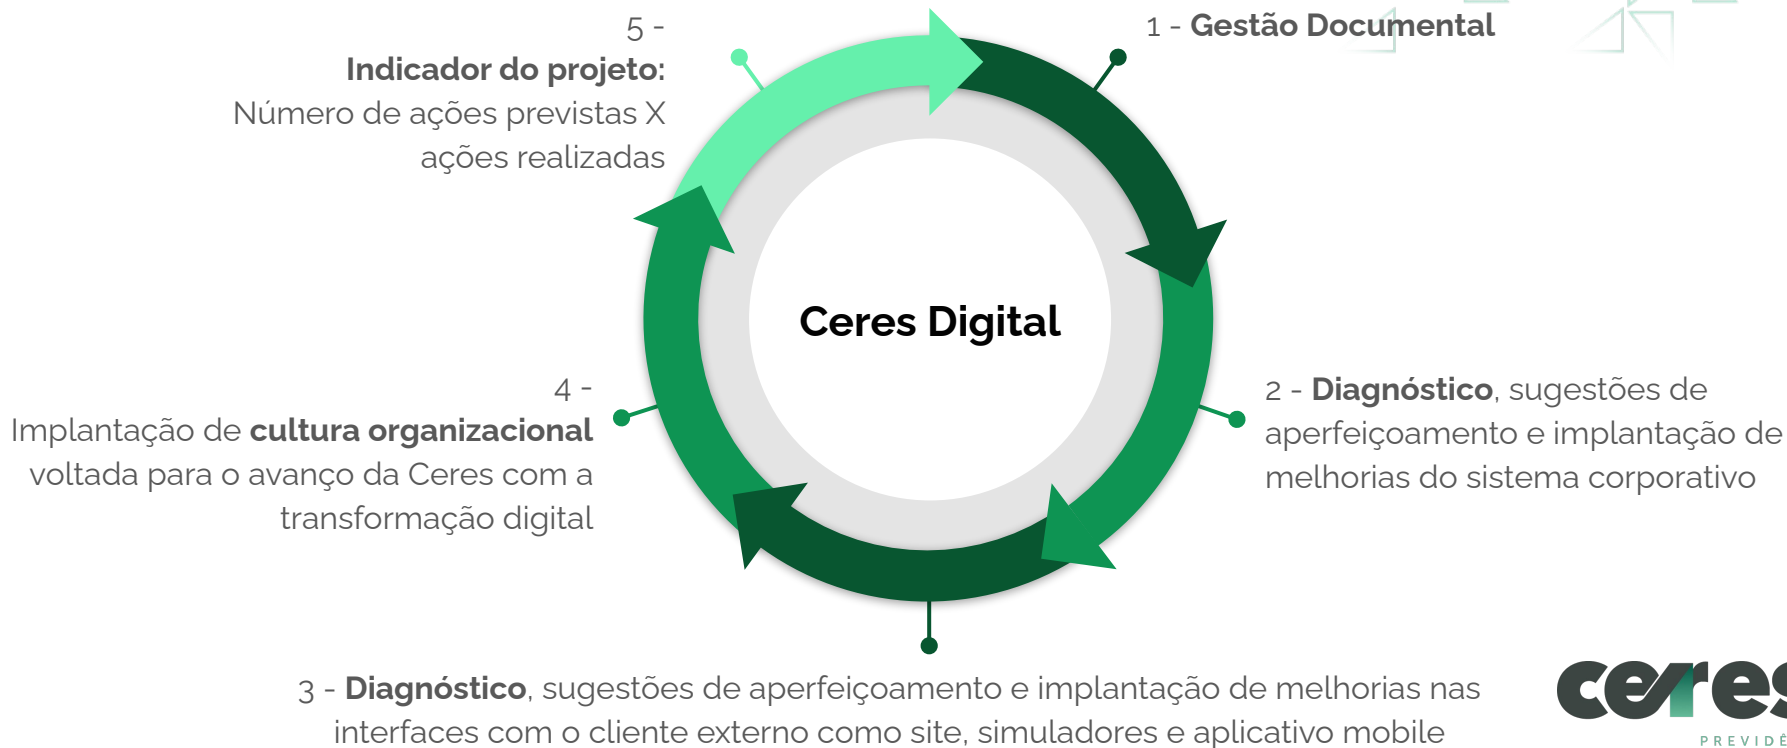 1 - Gestão Documental
2 - Diagnóstico, sugestões de
aperfeiçoamento e implantação de
melhorias do sistema corporativo
3 - Diagnóstico, sugestões de aperfeiçoamento e implantação de melhorias nas
interfaces com o cliente externo como site, simuladores e aplicativo mobile
4 -
Implantação de cultura organizacional
voltada para o avanço da Ceres com a
transformação digital
5 -
Indicador do projeto:
Número de ações previstas X
ações realizadas
Ceres Digital
ceres
PREVIDÊ